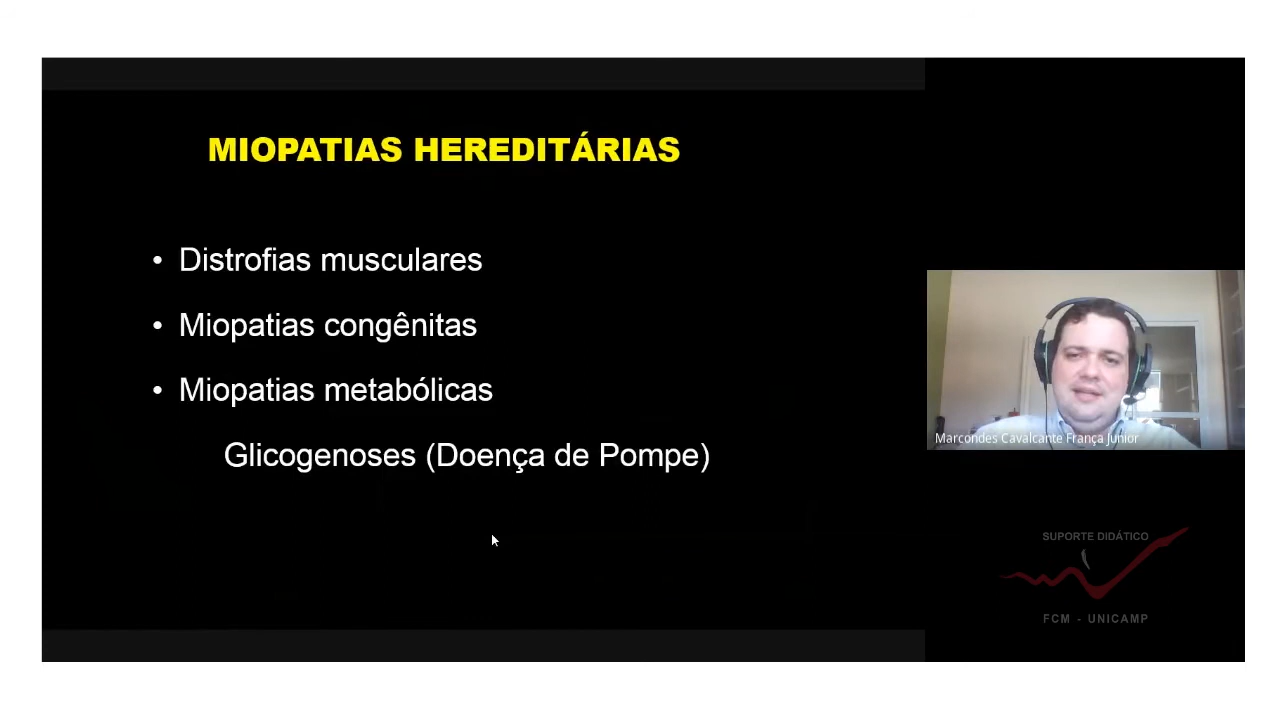 MIOPATIAS HEREDITÁRIAS
• Distrofias musculares
• Miopatias congênitas
• Miopatias metabólicas
Glicogenoses (Doença de Pompe)
Marcondes Cavalcante França Junior
SUPORTE DIDÁTICO
FCM - UNICAMP